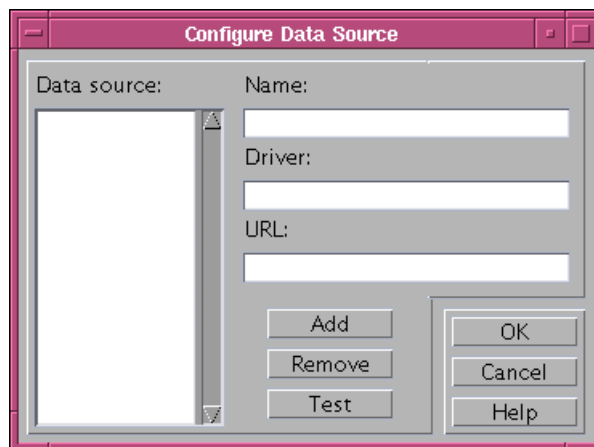 Configure Data Source
Data source:
Name:
Driver:
URL:
Add
Remove
Test
OK
Cancel
Help